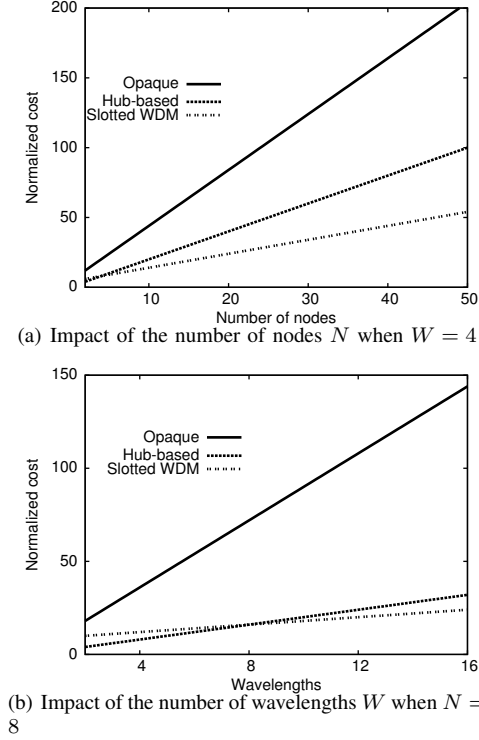 200
150
100
50
0
Normalized cost
Opaque
Hub-based
Slotted WDM
10 20 30 40 50
Number of nodes
(a) Impact of the number of nodes N when W = 4
150
100
50
0
Normalized cost
Opaque
Hub-based
Slotted WDM
4 8 12 16
Wavelengths
(b) Impact of the number of wavelengths W when N =
8